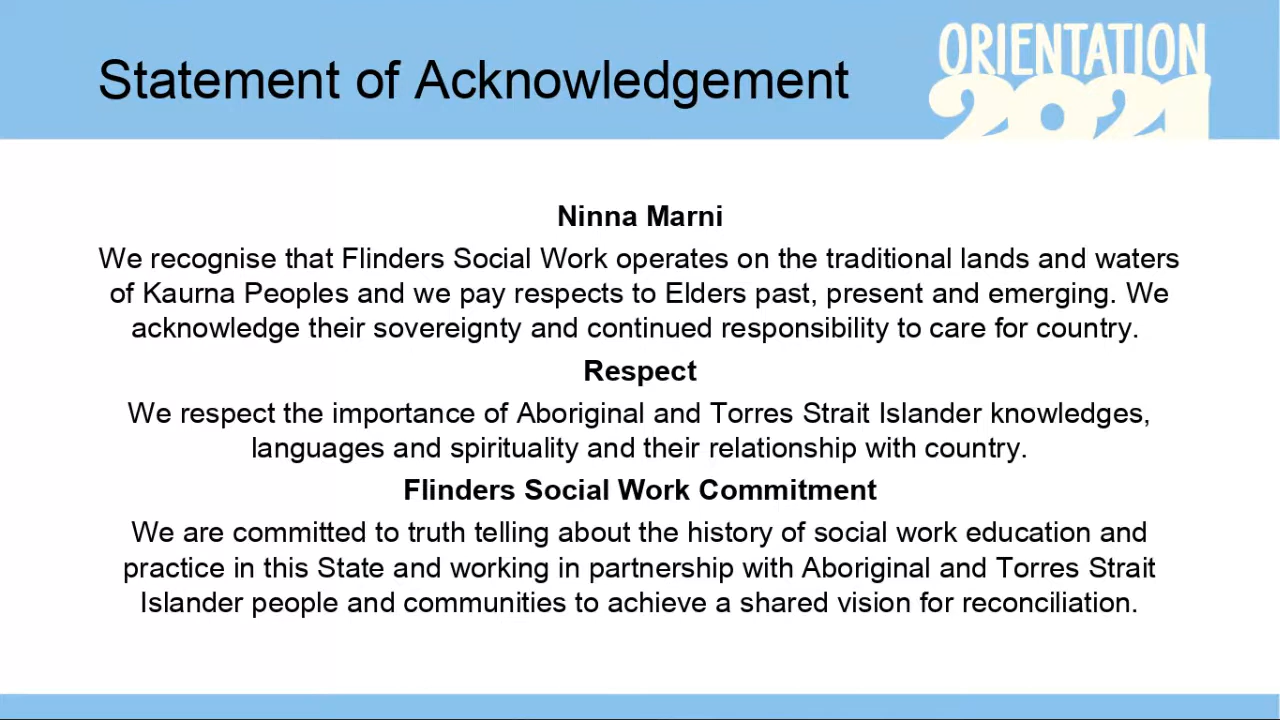 Statement of Acknowledgement
ORIENTATION
2021
Ninna Marni
We recognise that Flinders Social Work operates on the traditional lands and waters
of Kaurna Peoples and we pay respects to Elders past, present and emerging. We
acknowledge their sovereignty and continued responsibility to care for country.
Respect
We respect the importance of Aboriginal and Torres Strait Islander knowledges,
languages and spirituality and their relationship with country.
Flinders Social Work Commitment
We are committed to truth telling about the history of social work education and
practice in this State and working in partnership with Aboriginal and Torres Strait
Islander people and communities to achieve a shared vision for reconciliation.